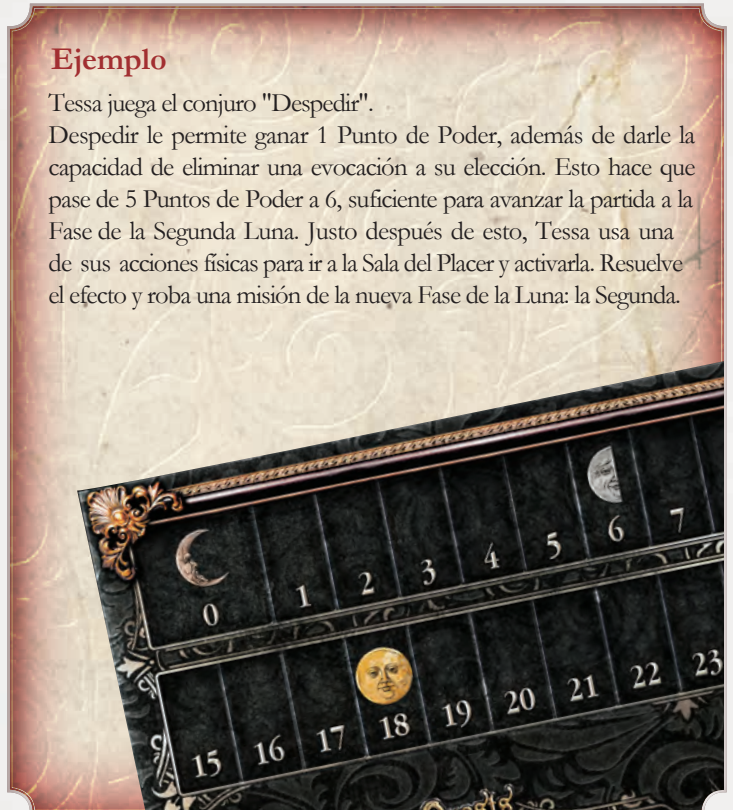 Ejemplo
Tessa juega el conjuro "Despedir".
Despedir le permite ganar 1 Punto de Poder, además de darle la
capacidad de eliminar una evocación a su elección. Esto hace que
pase de 5 Puntos de Poder a 6, suficiente para avanzar la partida a la
Fase de la Segunda Luna. Justo después de esto, Tessa usa una
de sus acciones físicas para ir a la Sala del Placer y activarla. Resuelve
el efecto y roba una misión de la nueva Fase de la Luna: la Segunda.
0 1 2 3 4 5 6 7
15 16 17 18 19 20 21 22 23